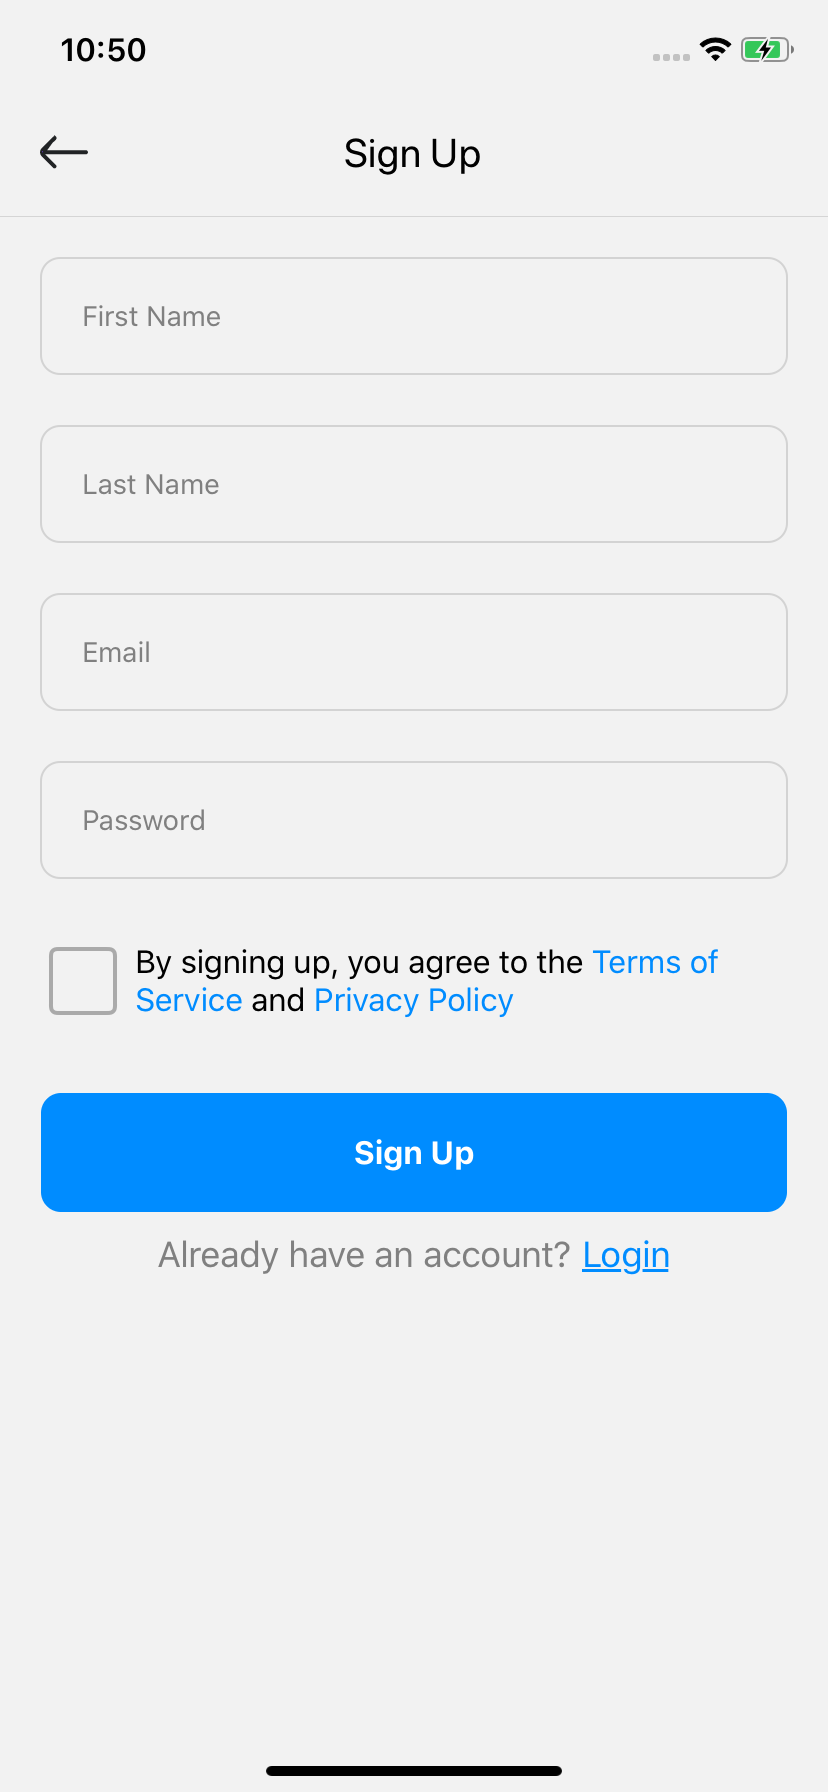 10:50
Sign Up
First Name
Last Name
Email
Password
By signing up, you agree to the Terms of
Service and Privacy Policy
Sign Up
Already have an account? Login